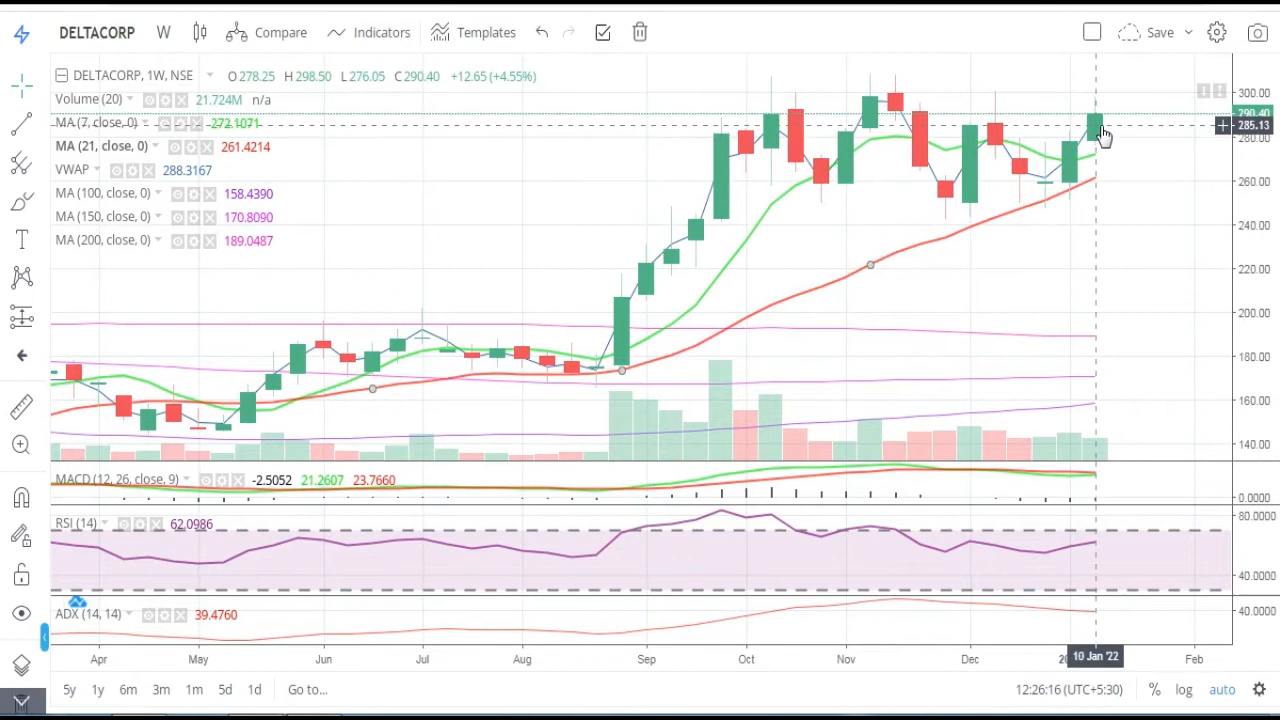 DELTACORP W Compare Indicators Templates Save
DELTACORP, 1W, NSE O 278.25 H 298.50 L 276.05 C 290.40 +12.65 (+4.55%)
Volume (20) 21.724M n/a
MA (7, close, 0) 272.1071
MA (21, close, 0) 261.4214
VWAP 288.3167
MA (100, close, 0) 158.4390
MA (150, close, 0) 170.8090
MA (200, close, 0) 189.0487
300.00
290.40
285.13
280.00
260.00
240.00
220.00
200.00
180.00
160.00
140.00
MACD (12, 26, close, 9) -2.5052 21.2607 23.7660
0.0000
RSI (14) 62.0986
80.0000
40.0000
ADX (14, 14) 39.4760
40.0000
Apr May Jun Jul Aug Sep Oct Nov Dec 10 Jan '22 Feb
5y 1y 6m 3m 1m 5d 1d Go to... 12:26:16 (UTC+5:30) % log auto